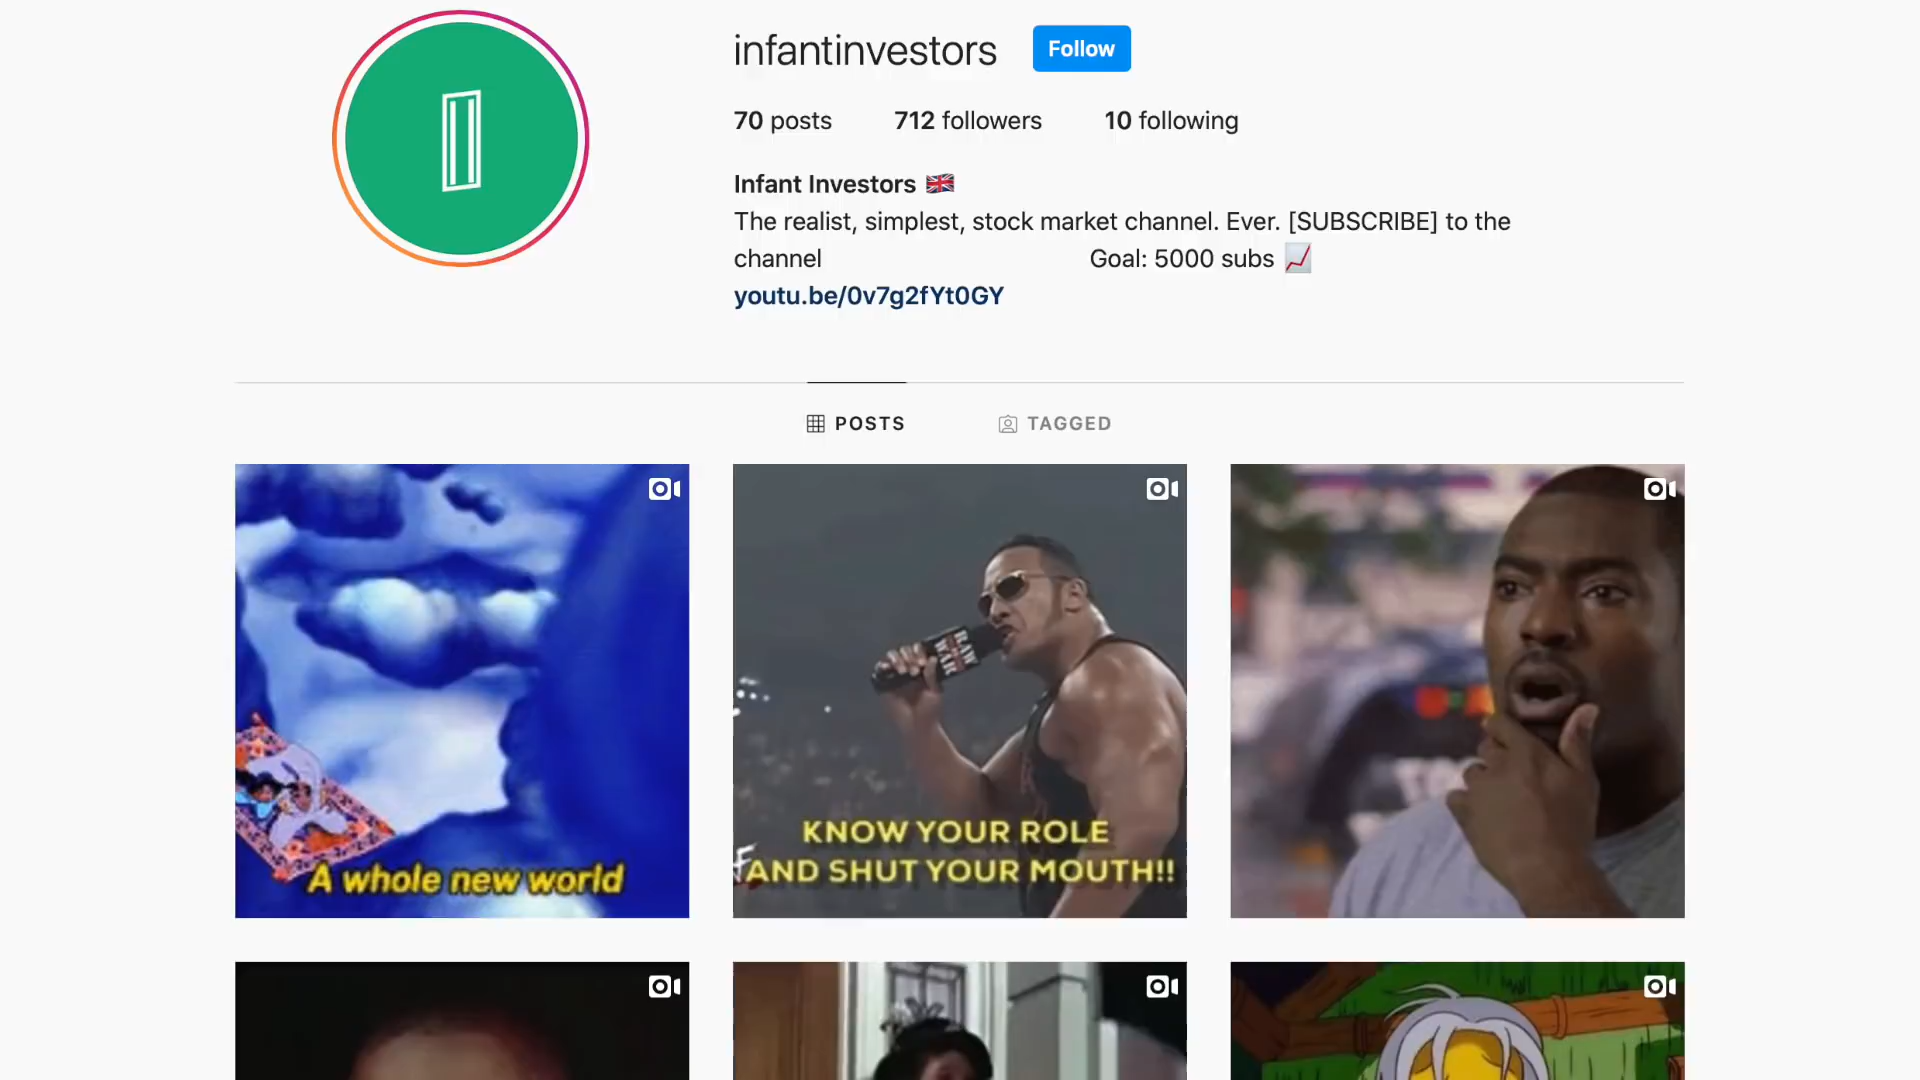 infantinvestors
Follow
70 posts
712 followers
10 following
Infant Investors 🇬🇧
The realist, simplest, stock market channel. Ever. [SUBSCRIBE] to the
channel Goal: 5000 subs 📈
youtu.be/0v7g2fYt0GY
POSTS
TAGGED
RAW
WAR
A whole new world
KNOW YOUR ROLE
AND SHUT YOUR MOUTH!!